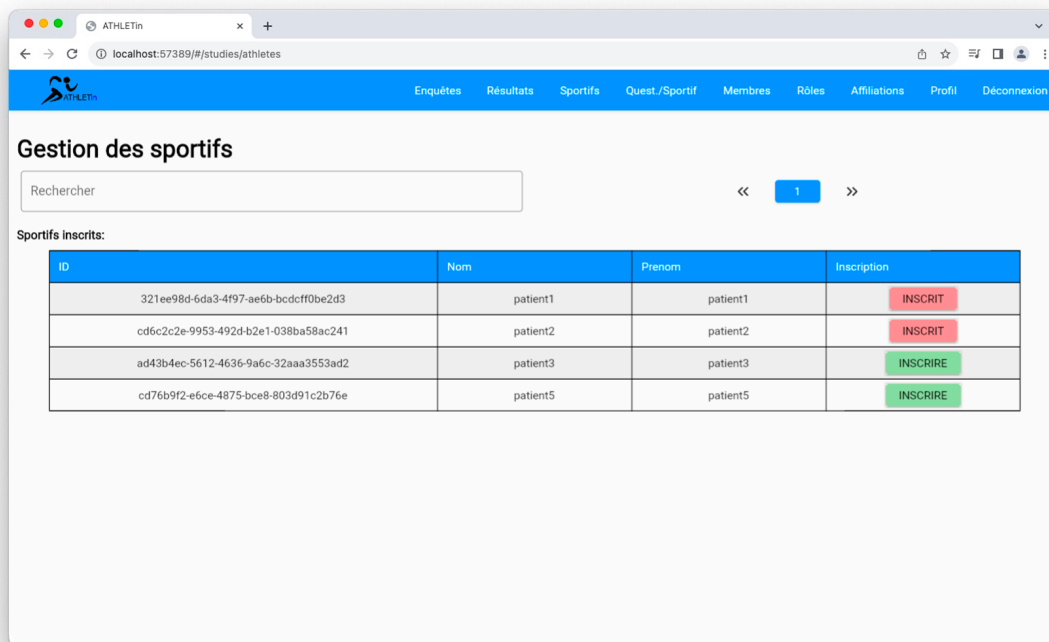 ATHLETin
localhost:57389/#/studies/athletes
ATHLETin Enquêtes Résultats Sportifs Quest./Sportif Membres Rôles Affiliations Profil Déconnexion
Gestion des sportifs
Rechercher « 1 »
Sportifs inscrits:
ID Nom Prenom Inscription
321ee98d-6da3-4f97-ae6b-bcdcff0be2d3 patient1 patient1 INSCRIT
cd6c2c2e-9953-492d-b2e1-038ba58ac241 patient2 patient2 INSCRIT
ad43b4ec-5612-4636-9a6c-32aaa3553ad2 patient3 patient3 INSCRIRE
cd76b9f2-e6ce-4875-bce8-803d91c2b76e patient5 patient5 INSCRIRE